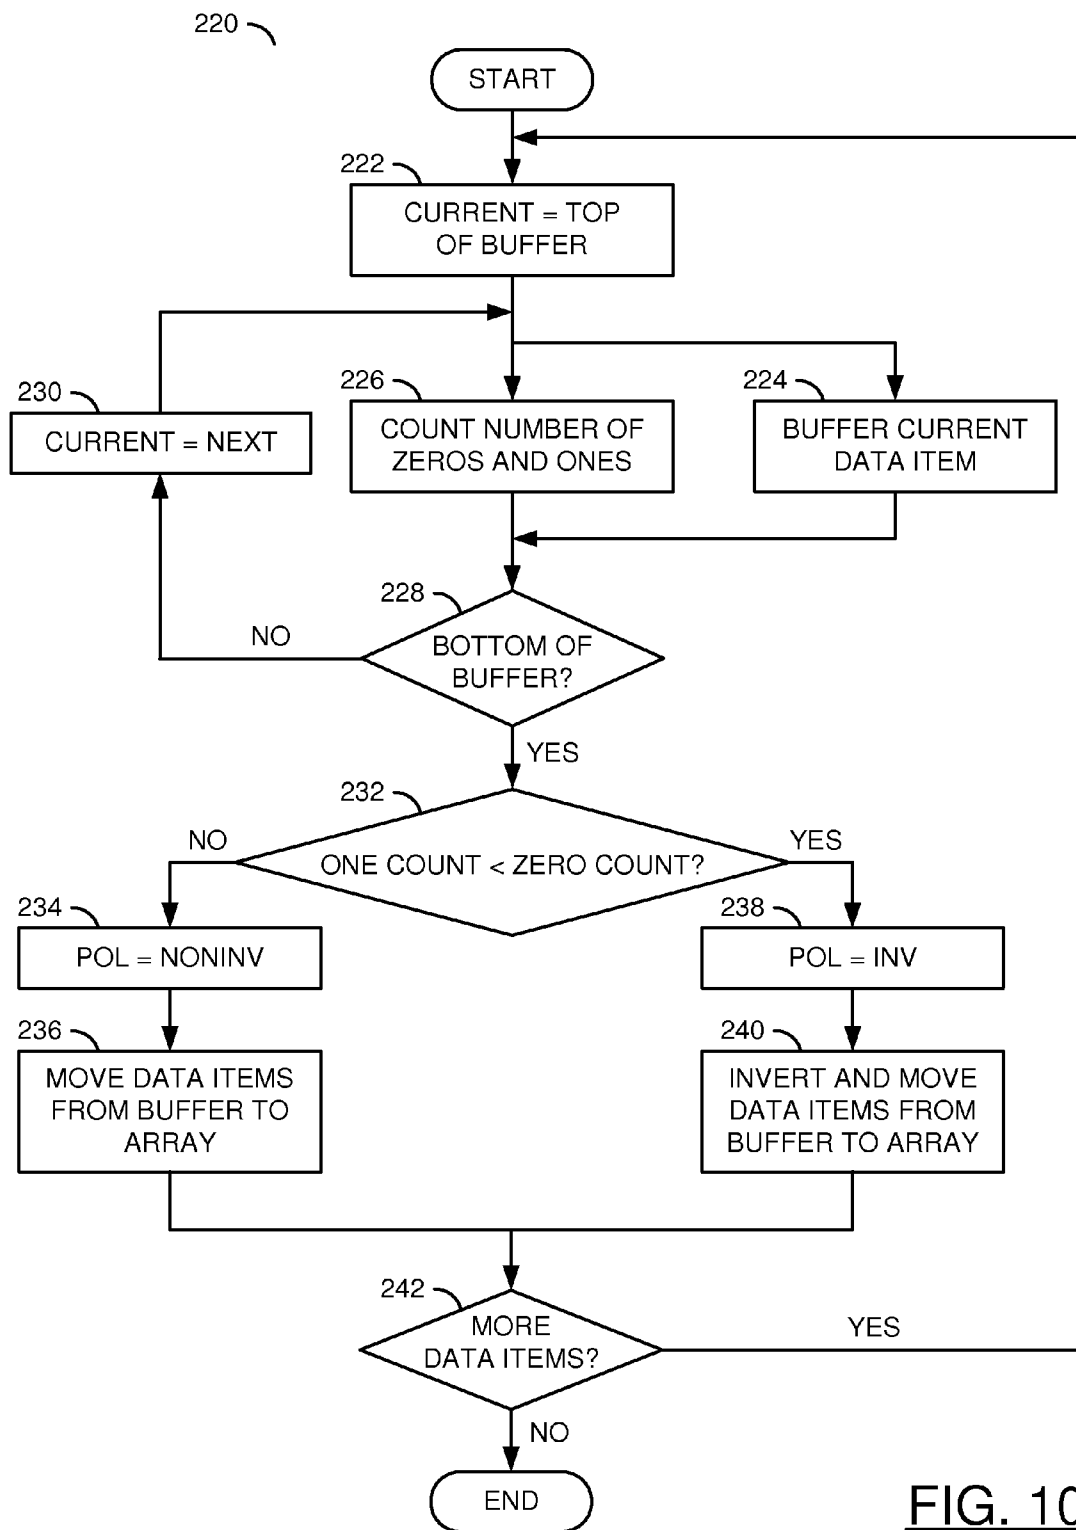 220
START
222
CURRENT = TOP
OF BUFFER
230
CURRENT = NEXT
226
COUNT NUMBER OF
ZEROS AND ONES
224
BUFFER CURRENT
DATA ITEM
228
BOTTOM OF
BUFFER?
NO
YES
232
ONE COUNT < ZERO COUNT?
NO
YES
234
POL = NONINV
238
POL = INV
236
MOVE DATA ITEMS
FROM BUFFER TO
ARRAY
240
INVERT AND MOVE
DATA ITEMS FROM
BUFFER TO ARRAY
242
MORE
DATA ITEMS?
YES
NO
END
FIG. 10